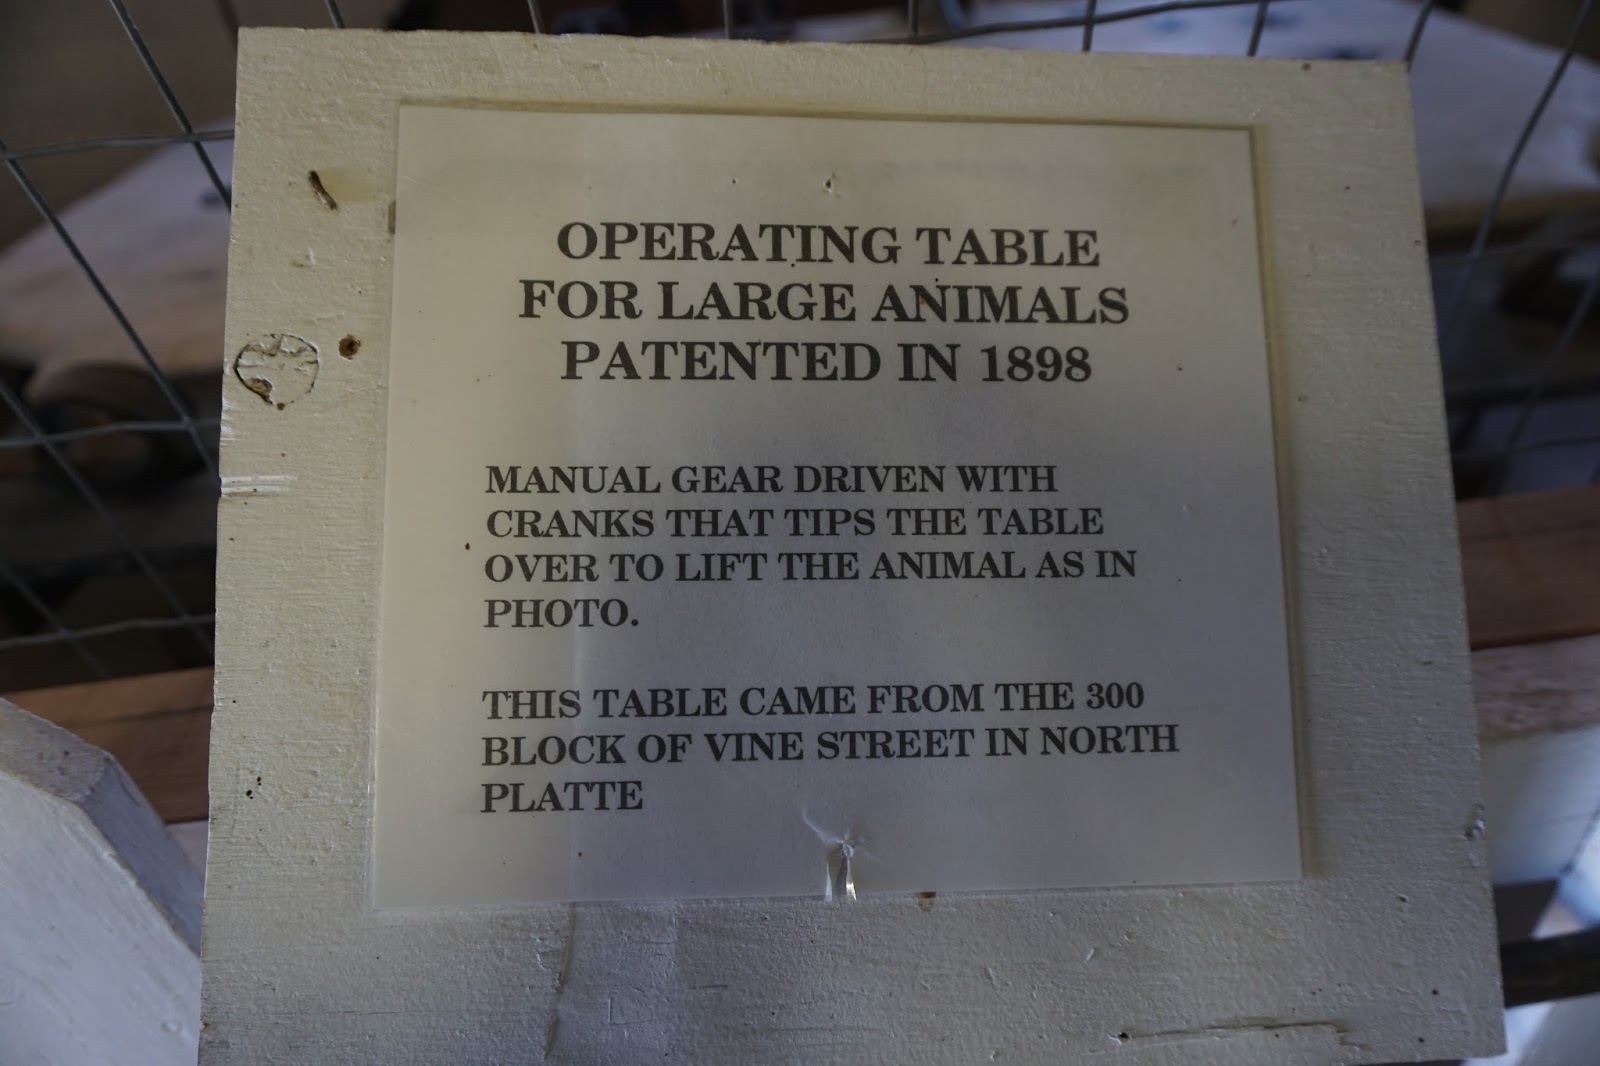 OPERATING TABLE
FOR LARGE ANIMALS
PATENTED IN 1898
MANUAL GEAR DRIVEN WITH
CRANKS THAT TIPS THE TABLE
OVER TO LIFT THE ANIMAL AS IN
PHOTO.
THIS TABLE CAME FROM THE 300
BLOCK OF VINE STREET IN NORTH
PLATTE